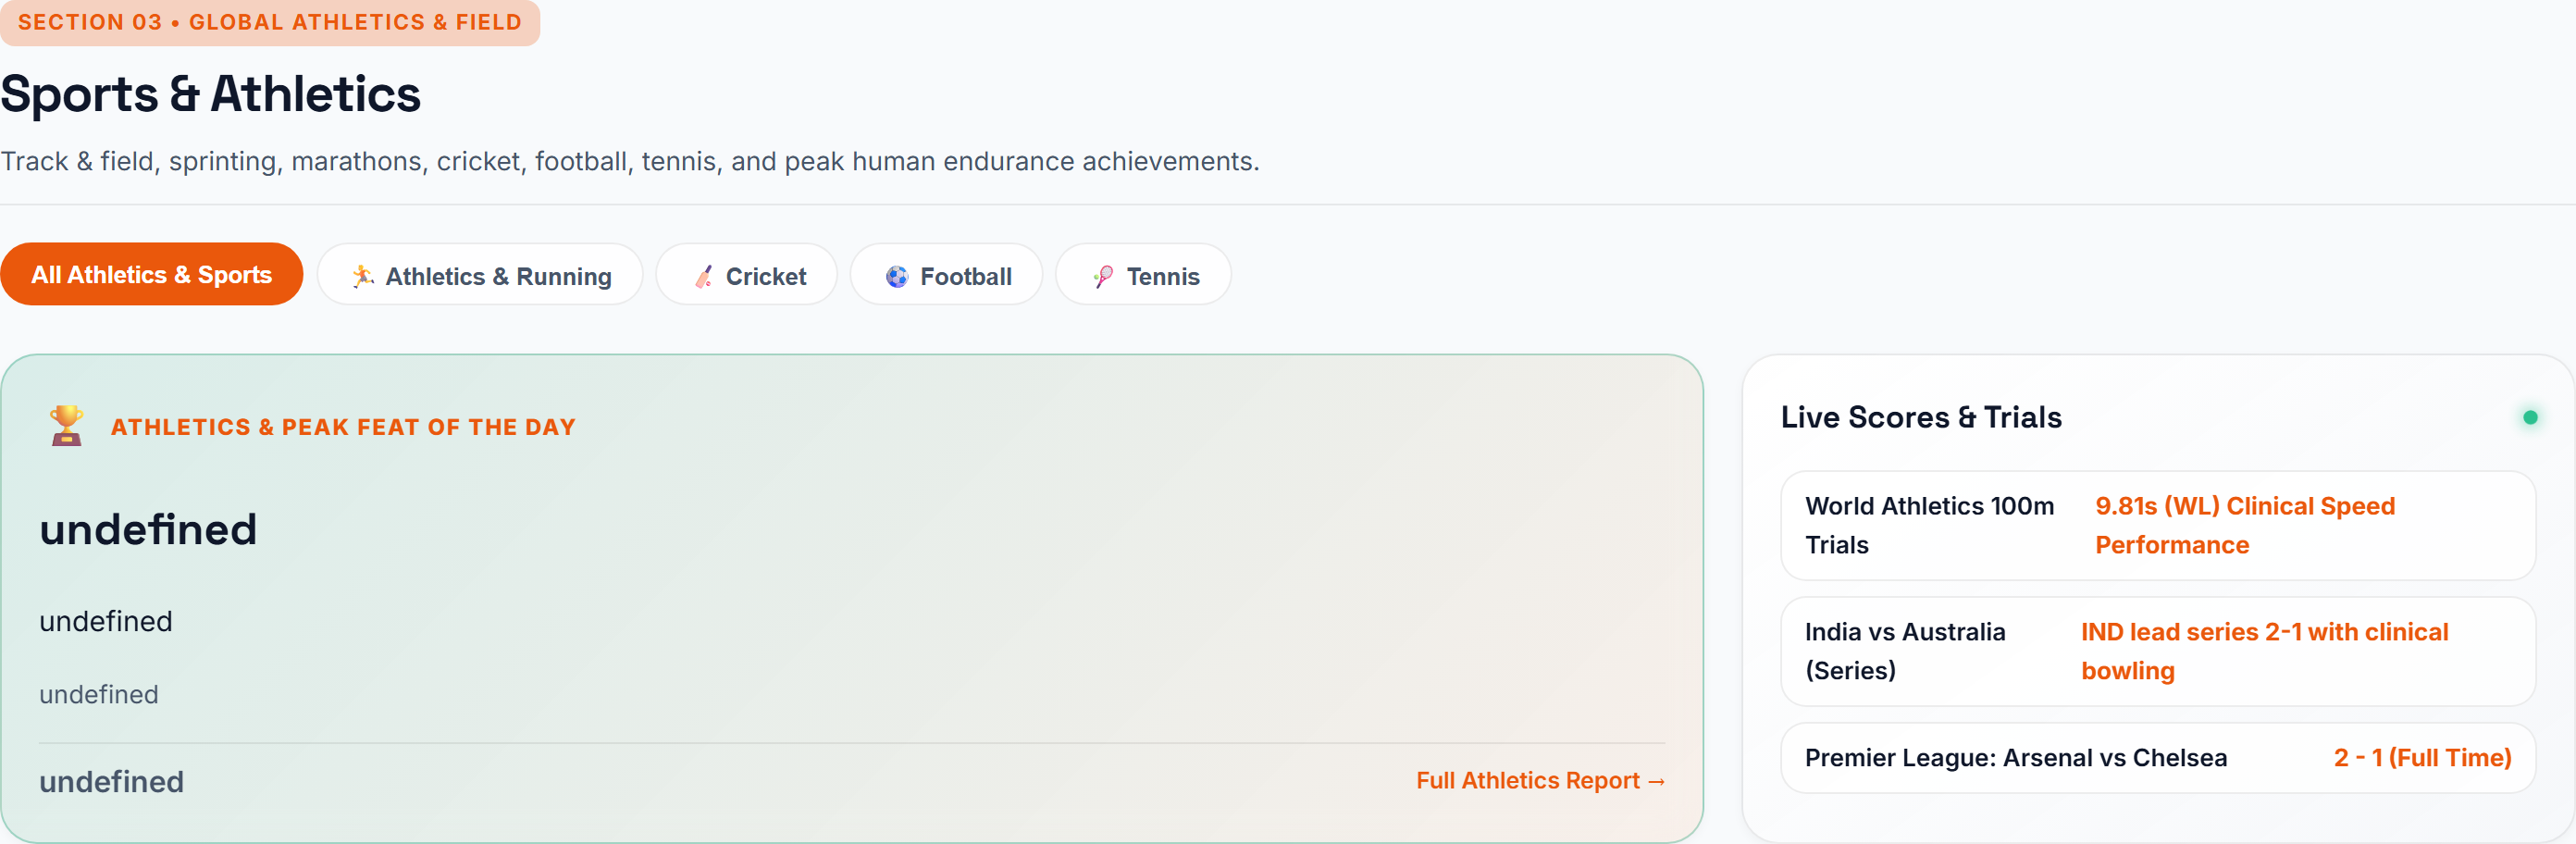 SECTION 03 • GLOBAL ATHLETICS & FIELD
Sports & Athletics
Track & field, sprinting, marathons, cricket, football, tennis, and peak human endurance achievements.
All Athletics & Sports
Athletics & Running
Cricket
Football
Tennis
ATHLETICS & PEAK FEAT OF THE DAY
undefined
undefined
undefined
undefined
Full Athletics Report →
Live Scores & Trials
World Athletics 100m
Trials
9.81s (WL) Clinical Speed
Performance
India vs Australia
(Series)
IND lead series 2-1 with clinical
bowling
Premier League: Arsenal vs Chelsea
2 - 1 (Full Time)